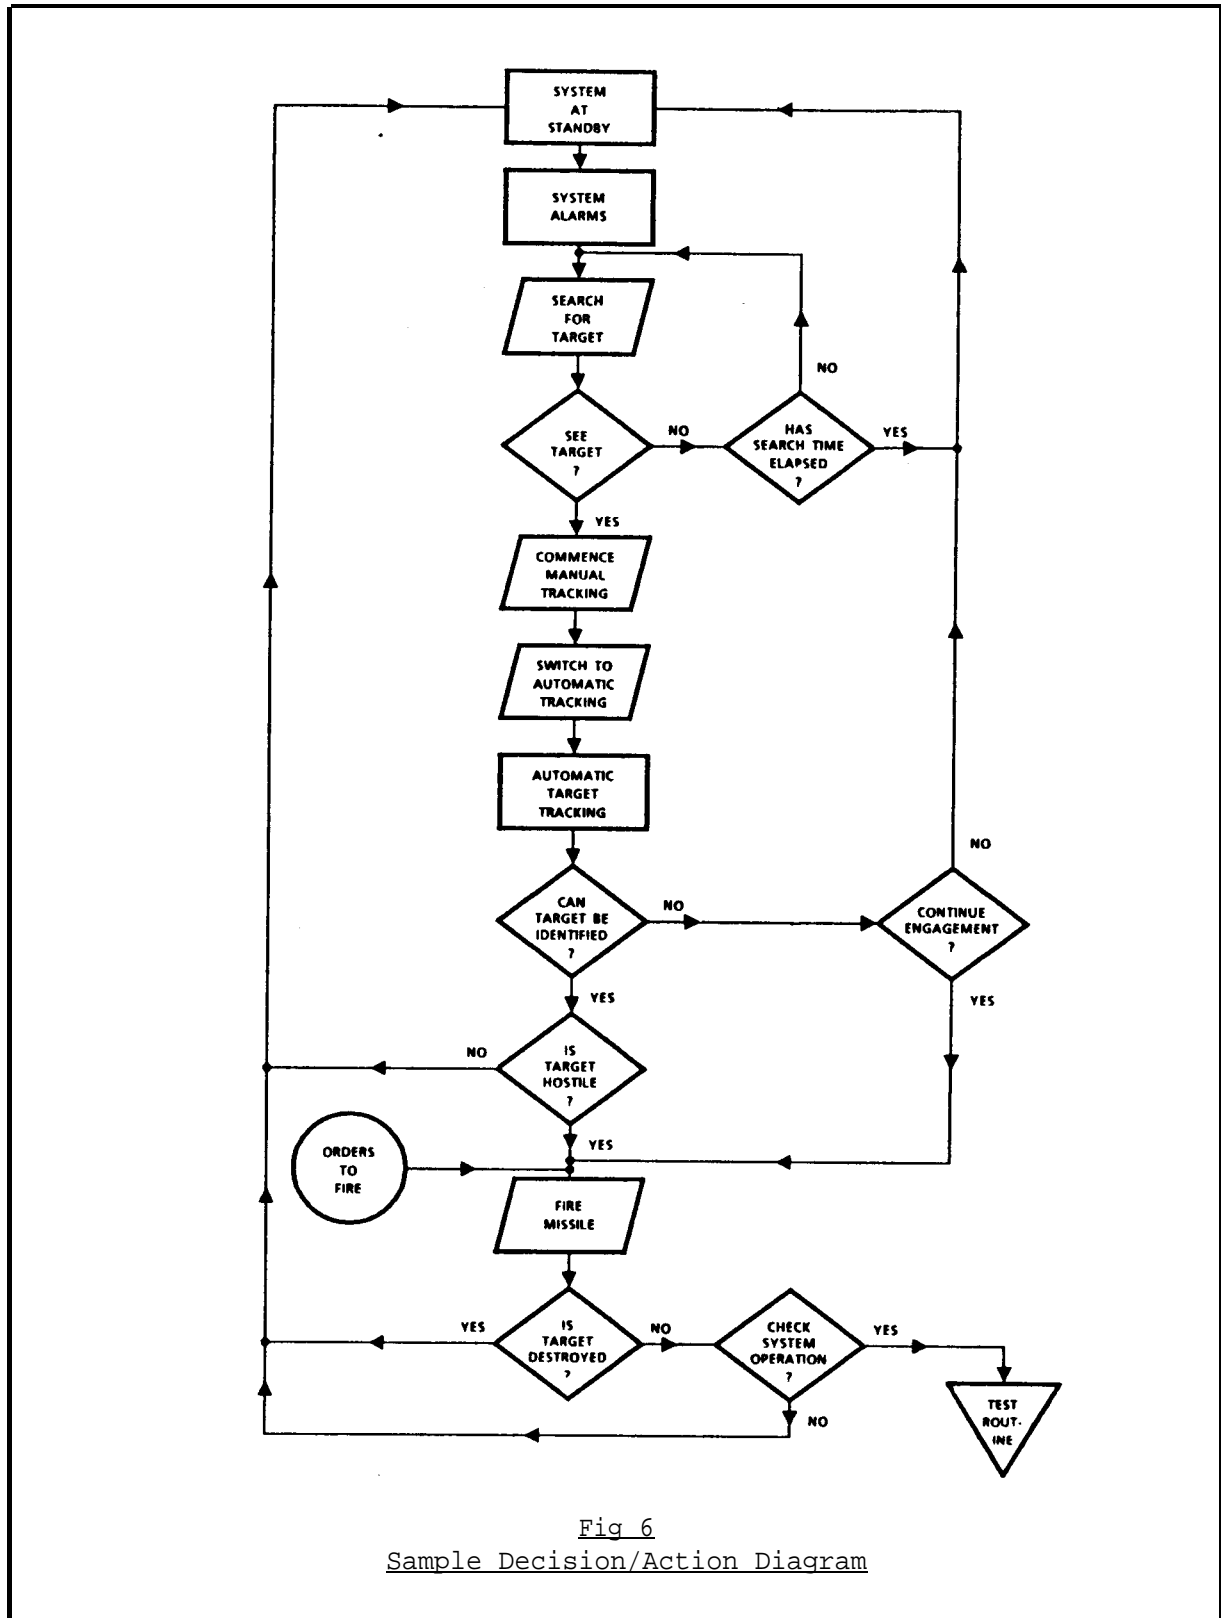 SYSTEM
AT
STANDBY
SYSTEM
ALARMS
SEARCH
FOR
TARGET
NO
SEE
TARGET
?
NO
HAS
SEARCH TIME
ELAPSED
?
YES
YES
COMMENCE
MANUAL
TRACKING
SWITCH TO
AUTOMATIC
TRACKING
AUTOMATIC
TARGET
TRACKING
NO
CAN
TARGET BE
IDENTIFIED
?
NO
CONTINUE
ENGAGEMENT
?
YES
YES
NO
IS
TARGET
HOSTILE
?
YES
ORDERS
TO
FIRE
FIRE
MISSILE
YES
IS
TARGET
DESTROYED
?
NO
CHECK
SYSTEM
OPERATION
?
YES
NO
TEST
ROUT-
INE
Fig 6
Sample Decision/Action Diagram